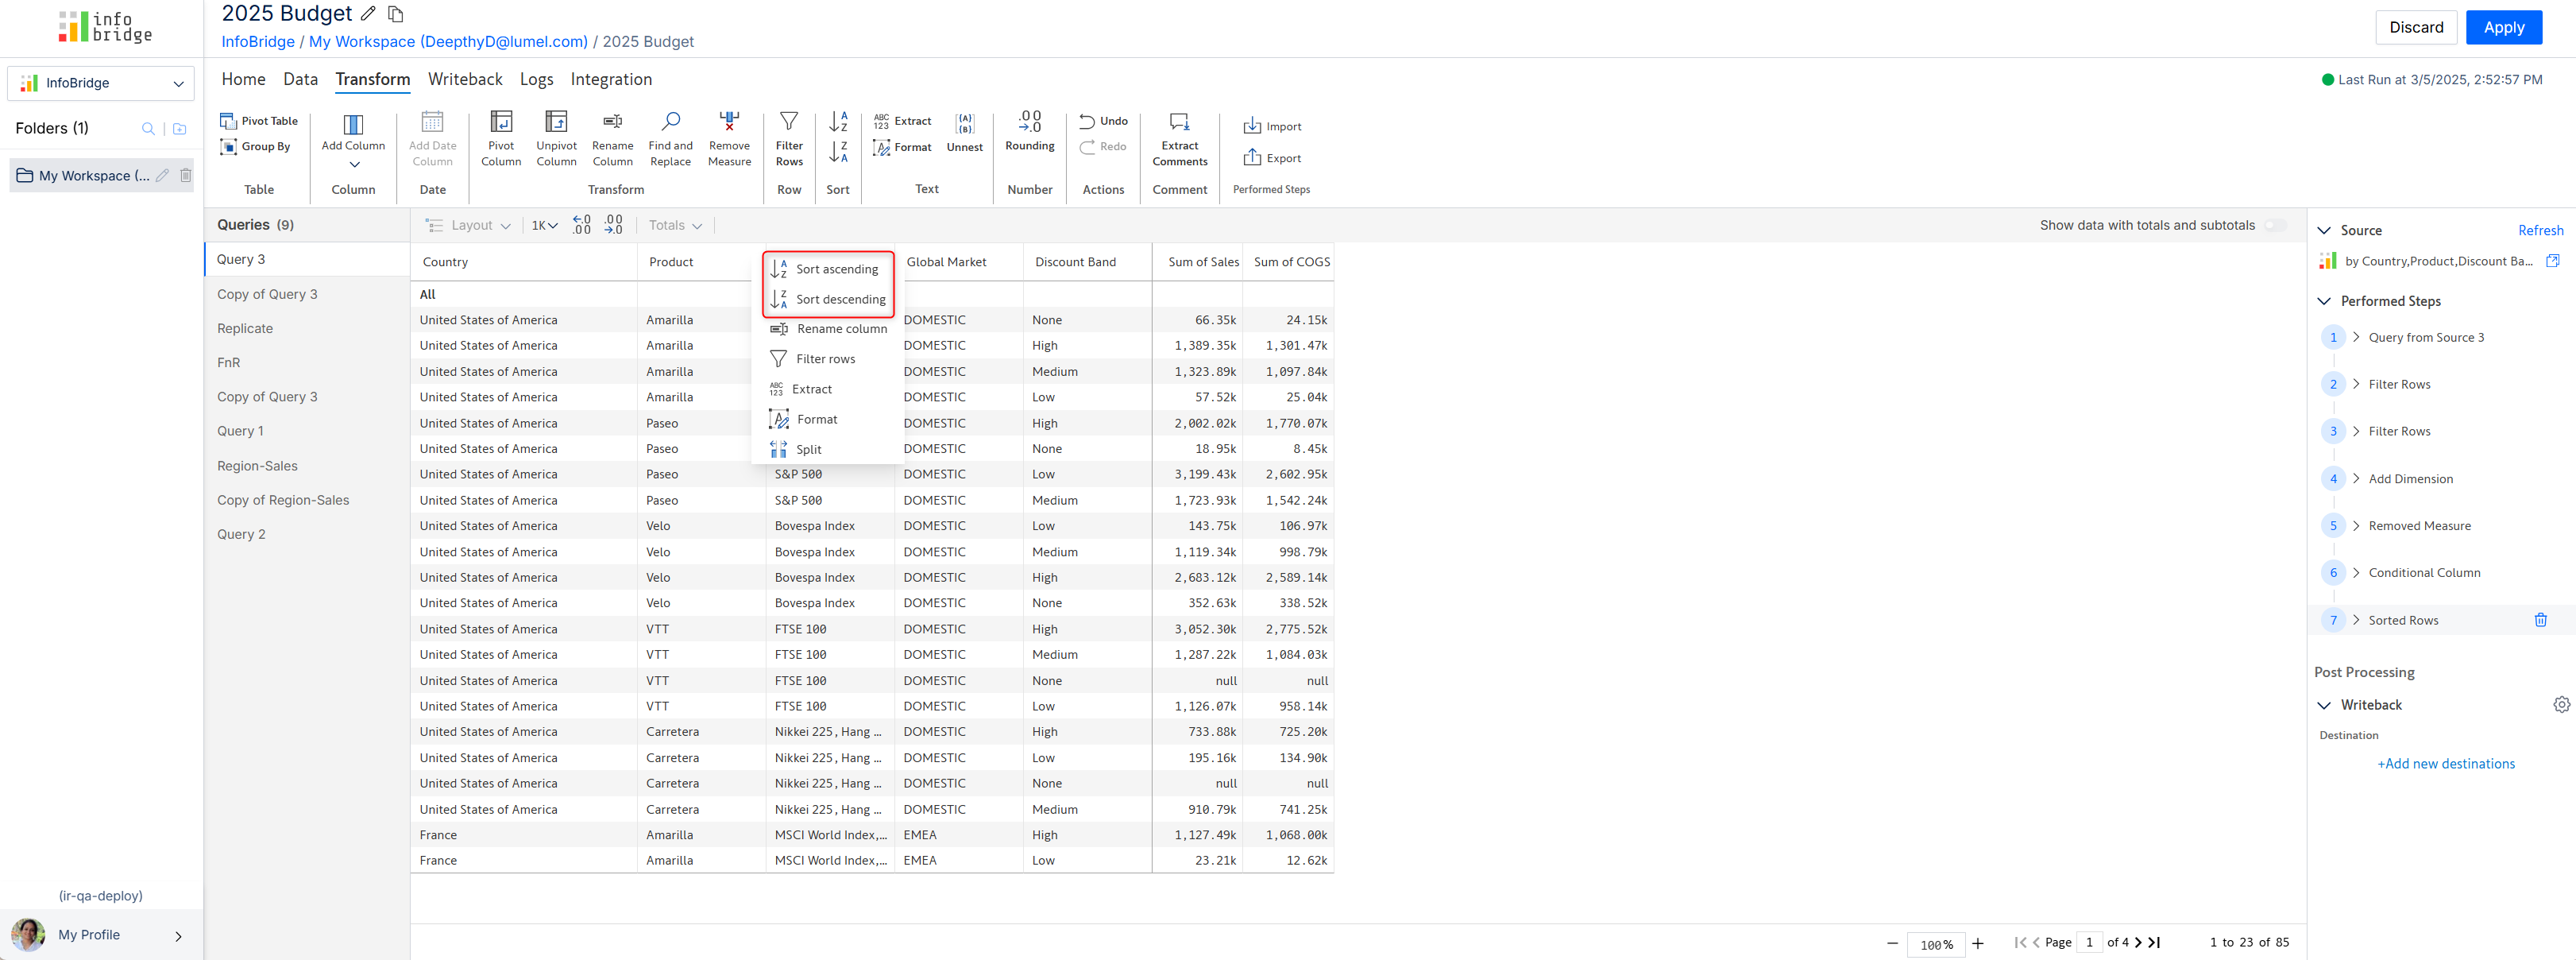 info
bridge
2025 Budget
InfoBridge / My Workspace (DeepthyD@lumel.com) / 2025 Budget
Discard
Apply
InfoBridge
Folders (1)
My Workspace (...
(ir-qa-deploy)
My Profile
Home Data Transform Writeback Logs Integration
Last Run at 3/5/2025, 2:52:57 PM
Pivot Table
Group By
Table
Add Column
Column
Add Date
Column
Date
Pivot
Column
Unpivot
Column
Rename
Column
Find and
Replace
Remove
Measure
Transform
Filter
Rows
Row
Sort
Extract
Format
Unnest
Text
Rounding
Number
Undo
Redo
Actions
Extract
Comments
Comment
Import
Export
Performed Steps
Queries (9)
Query 3
Copy of Query 3
Replicate
FnR
Copy of Query 3
Query 1
Region-Sales
Copy of Region-Sales
Query 2
Layout 1K Totals
Show data with totals and subtotals
Country Product Global Market Discount Band Sum of Sales Sum of COGS
Sort ascending
Sort descending
Rename column
Filter rows
Extract
Format
Split
All
United States of America Amarilla DOMESTIC None 66.35k 24.15k
United States of America Amarilla DOMESTIC High 1,389.35k 1,301.47k
United States of America Amarilla DOMESTIC Medium 1,323.89k 1,097.84k
United States of America Amarilla DOMESTIC Low 57.52k 25.04k
United States of America Paseo DOMESTIC High 2,002.02k 1,770.07k
United States of America Paseo DOMESTIC None 18.95k 8.45k
United States of America Paseo S&P 500 DOMESTIC Low 3,199.43k 2,602.95k
United States of America Paseo S&P 500 DOMESTIC Medium 1,723.93k 1,542.24k
United States of America Velo Bovespa Index DOMESTIC Low 143.75k 106.97k
United States of America Velo Bovespa Index DOMESTIC Medium 1,119.34k 998.79k
United States of America Velo Bovespa Index DOMESTIC High 2,683.12k 2,589.14k
United States of America Velo Bovespa Index DOMESTIC None 352.63k 338.52k
United States of America VTT FTSE 100 DOMESTIC High 3,052.30k 2,775.52k
United States of America VTT FTSE 100 DOMESTIC Medium 1,287.22k 1,084.03k
United States of America VTT FTSE 100 DOMESTIC None null null
United States of America VTT FTSE 100 DOMESTIC Low 1,126.07k 958.14k
United States of America Carretera Nikkei 225, Hang ... DOMESTIC High 733.88k 725.20k
United States of America Carretera Nikkei 225, Hang ... DOMESTIC Low 195.16k 134.90k
United States of America Carretera Nikkei 225, Hang ... DOMESTIC None null null
United States of America Carretera Nikkei 225, Hang ... DOMESTIC Medium 910.79k 741.25k
France Amarilla MSCI World Index,... EMEA High 1,127.49k 1,068.00k
France Amarilla MSCI World Index,... EMEA Low 23.21k 12.62k
100%
Page 1 of 4
1 to 23 of 85
Source Refresh
by Country,Product,Discount Ba...
Performed Steps
1 Query from Source 3
2 Filter Rows
3 Filter Rows
4 Add Dimension
5 Removed Measure
6 Conditional Column
7 Sorted Rows
Post Processing
Writeback
Destination
+Add new destinations